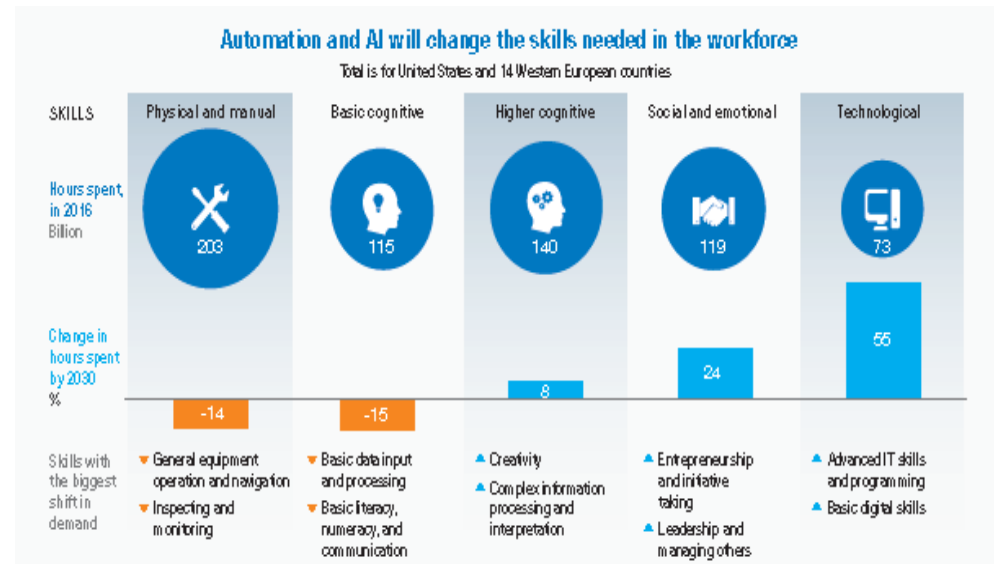 Automation and AI will change the skills needed in the workforce
Total is for United States and 14 Western European countries
SKILLS
Physical and manual
Basic cognitive
Higher cognitive
Social and emotional
Technological
Hours spent,
in 2016
Billion
203
115
140
119
73
Change in
hours spent
by 2030
%
-14
-15
8
24
55
Skills with
the biggest
shift in
demand
General equipment
operation and navigation
Inspecting and
monitoring
Basic data input
and processing
Basic literacy,
numeracy, and
communication
Creativity
Complex information
processing and
interpretation
Entrepreneurship
and initiative
taking
Leadership and
managing others
Advanced IT skills
and programming
Basic digital skills